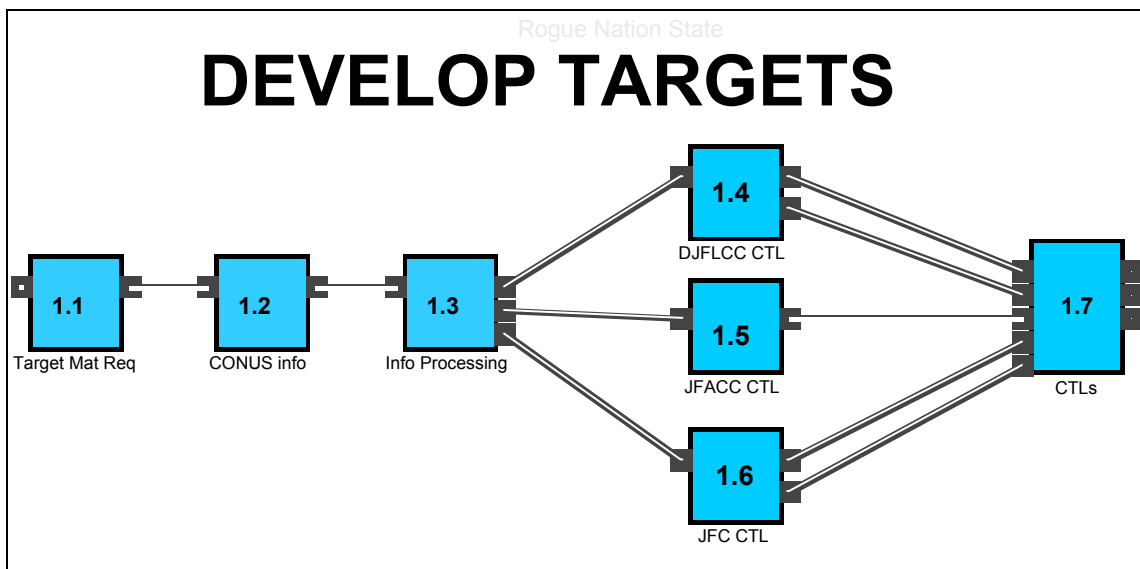 Rogue Nation State
DEVELOP TARGETS
1.1
Target Mat Req
1.2
CONUS info
1.3
Info Processing
1.4
DJFLCC CTL
1.5
JFACC CTL
1.6
JFC CTL
1.7
CTLs